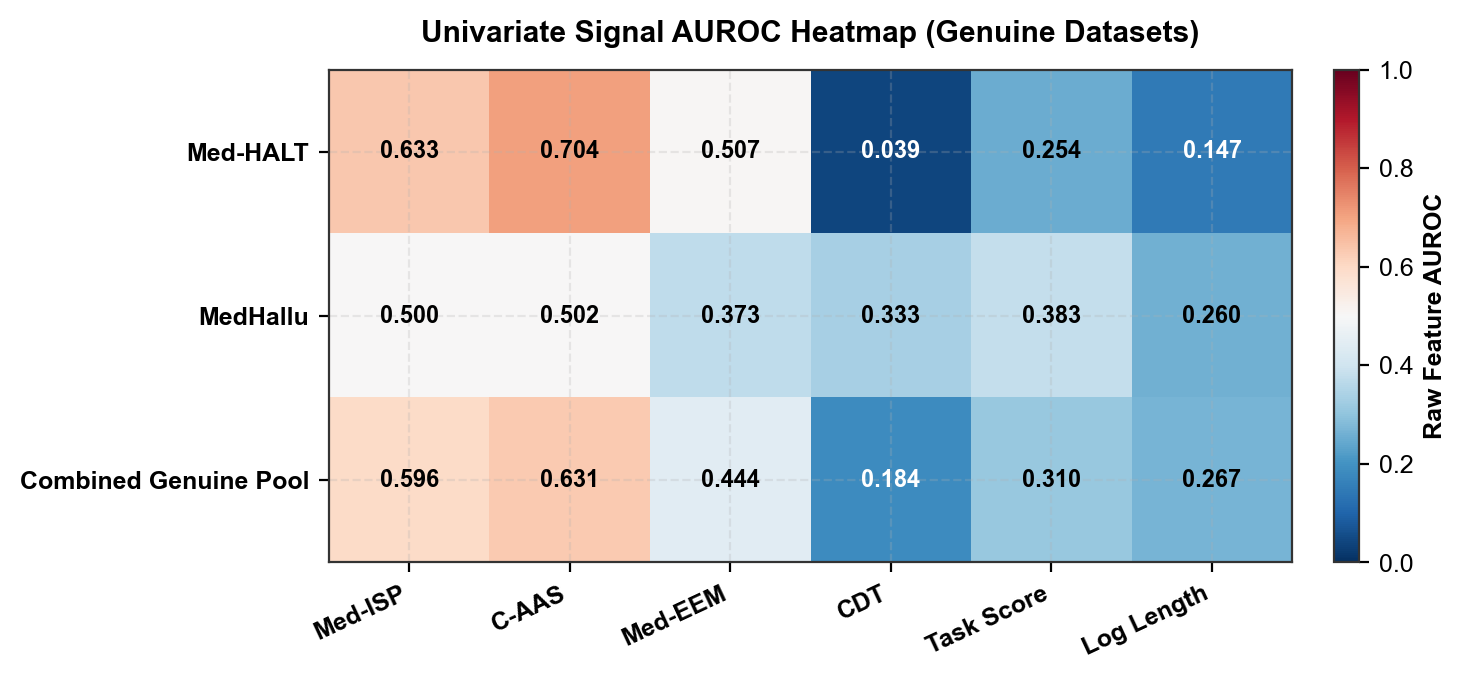 Univariate Signal AUROC Heatmap (Genuine Datasets)
Med-HALT 0.633 0.704 0.507 0.039 0.254 0.147
MedHallu 0.500 0.502 0.373 0.333 0.383 0.260
Combined Genuine Pool 0.596 0.631 0.444 0.184 0.310 0.267
Med-ISP C-AAS Med-EEM CDT Task Score Log Length
1.0
0.8
0.6
0.4
0.2
0.0
Raw Feature AUROC